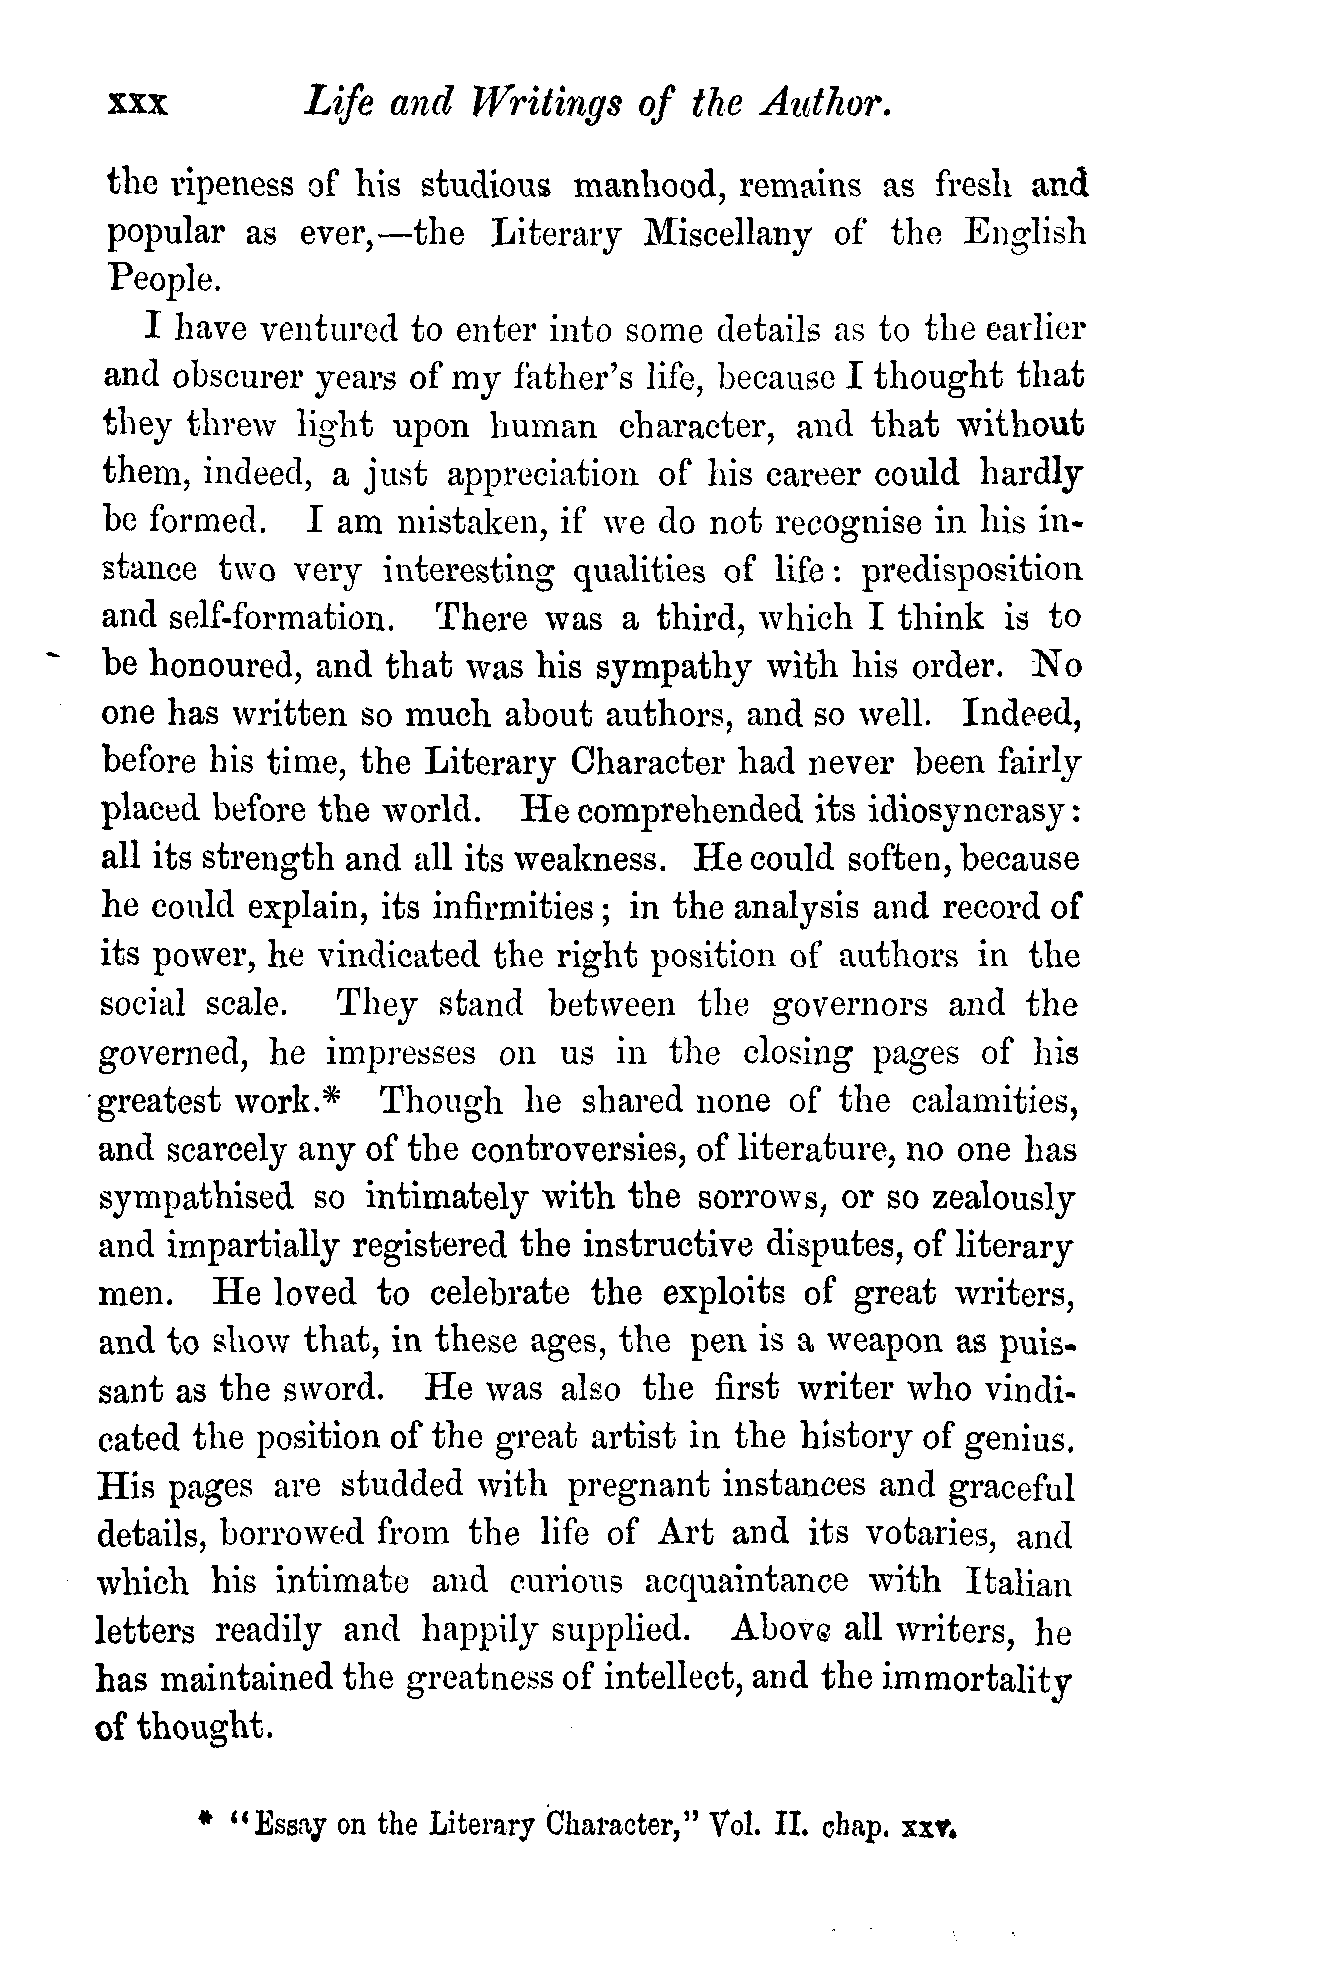 xxx Life and Writings of the Author.
the ripeness of his studious manhood, remains as fresh and
popular as ever,—the Literary Miscellany of the English
People.
I have ventured to enter into some details as to the earlier
and obscurer years of my father's life, because I thought that
they threw light upon human character, and that without
them, indeed, a just appreciation of his career could hardly
be formed. I am mistaken, if we do not recognise in his in-
stance two very interesting qualities of life: predisposition
and self-formation. There was a third, which I think is to
be honoured, and that was his sympathy with his order. No
one has written so much about authors, and so well. Indeed,
before his time, the Literary Character had never been fairly
placed before the world. He comprehended its idiosyncrasy:
all its strength and all its weakness. He could soften, because
he could explain, its infirmities; in the analysis and record of
its power, he vindicated the right position of authors in the
social scale. They stand between the governors and the
governed, he impresses on us in the closing pages of his
greatest work.* Though he shared none of the calamities,
and scarcely any of the controversies, of literature, no one has
sympathised so intimately with the sorrows, or so zealously
and impartially registered the instructive disputes, of literary
men. He loved to celebrate the exploits of great writers,
and to show that, in these ages, the pen is a weapon as puis-
sant as the sword. He was also the first writer who vindi-
cated the position of the great artist in the history of genius.
His pages are studded with pregnant instances and graceful
details, borrowed from the life of Art and its votaries, and
which his intimate and curious acquaintance with Italian
letters readily and happily supplied. Above all writers, he
has maintained the greatness of intellect, and the immortality
of thought.
* "Essay on the Literary Character," Vol. II. chap. xxv.